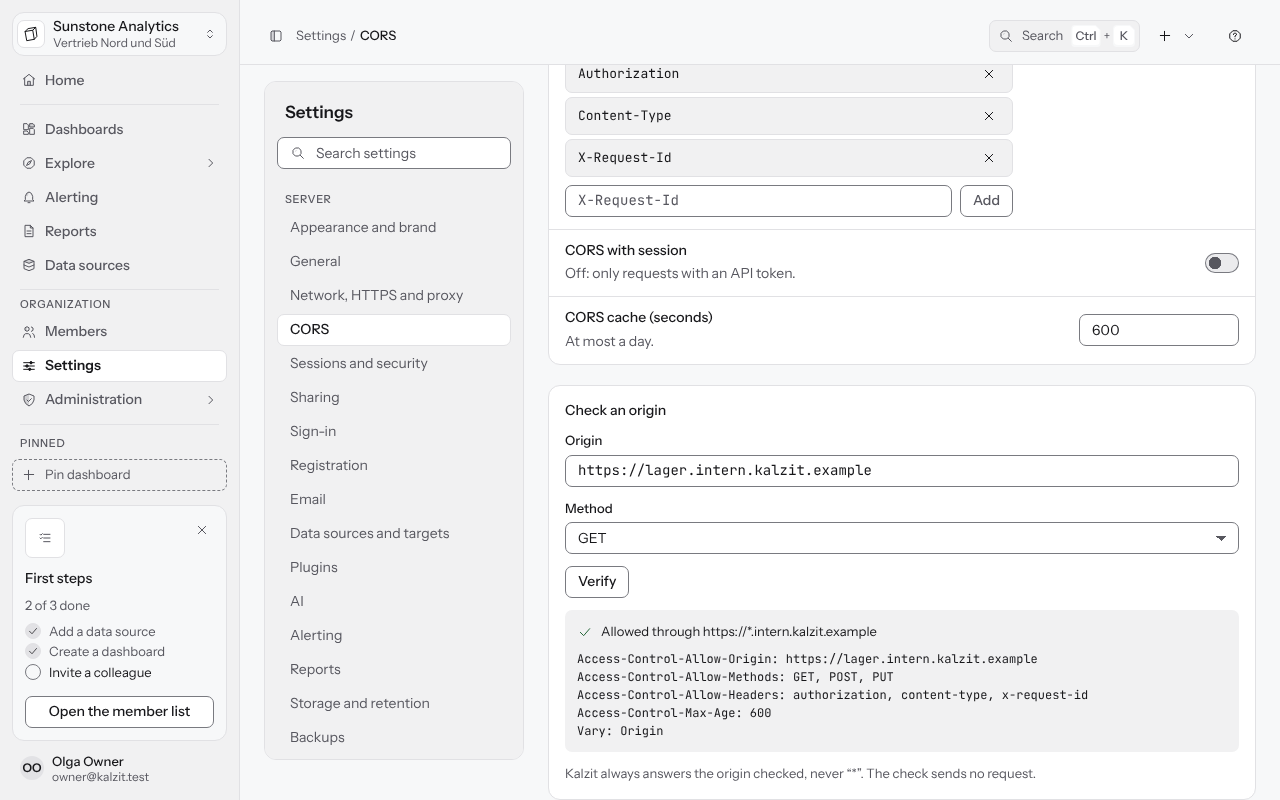 Sunstone Analytics
Vertrieb Nord und Süd
Home
Dashboards
Explore
Alerting
Reports
Data sources
ORGANIZATION
Members
Settings
Administration
PINNED
Pin dashboard
First steps
2 of 3 done
Add a data source
Create a dashboard
Invite a colleague
Open the member list
OO
Olga Owner
owner@kalzit.test
Settings / CORS
Search Ctrl + K
Settings
Search settings
SERVER
Appearance and brand
General
Network, HTTPS and proxy
CORS
Sessions and security
Sharing
Sign-in
Registration
Email
Data sources and targets
Plugins
AI
Alerting
Reports
Storage and retention
Backups
Authorization
Content-Type
X-Request-Id
X-Request-Id Add
CORS with session
Off: only requests with an API token.
CORS cache (seconds)
At most a day.
600
Check an origin
Origin
https://lager.intern.kalzit.example
Method
GET
Verify
Allowed through https://*.intern.kalzit.example
Access-Control-Allow-Origin: https://lager.intern.kalzit.example
Access-Control-Allow-Methods: GET, POST, PUT
Access-Control-Allow-Headers: authorization, content-type, x-request-id
Access-Control-Max-Age: 600
Vary: Origin
Kalzit always answers the origin checked, never “*”. The check sends no request.